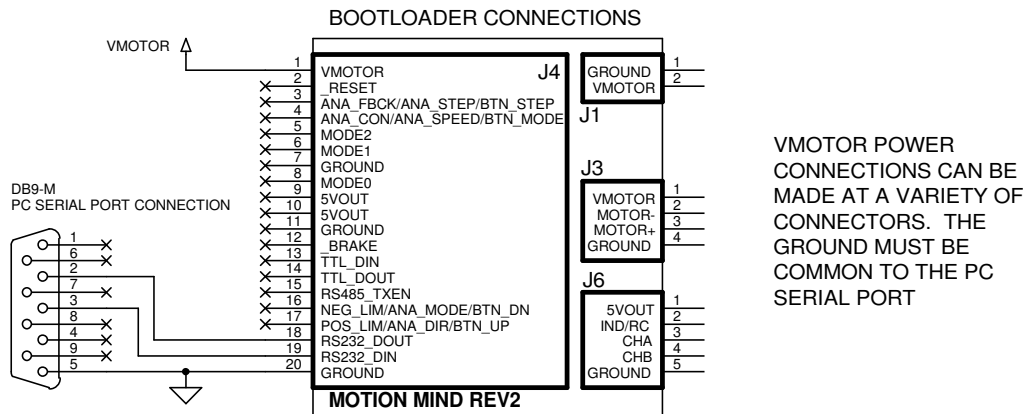 BOOTLOADER CONNECTIONS
VMOTOR
J4
1 VMOTOR
2 _RESET
3 ANA_FBCK/ANA_STEP/BTN_STEP
4 ANA_CON/ANA_SPEED/BTN_MODE
5 MODE2
6 MODE1
7 GROUND
8 MODE0
9 5VOUT
10 5VOUT
11 GROUND
12 _BRAKE
13 TTL_DIN
14 TTL_DOUT
15 RS485_TXEN
16 NEG_LIM/ANA_MODE/BTN_DN
17 POS_LIM/ANA_DIR/BTN_UP
18 RS232_DOUT
19 RS232_DIN
20 GROUND
MOTION MIND REV2
GROUND 1
VMOTOR 2
J1
J3
VMOTOR 1
MOTOR- 2
MOTOR+ 3
GROUND 4
J6
5VOUT 1
IND/RC 2
CHA 3
CHB 4
GROUND 5
DB9-M
PC SERIAL PORT CONNECTION
1
6
2
7
3
8
4
9
5
VMOTOR POWER
CONNECTIONS CAN BE
MADE AT A VARIETY OF
CONNECTORS. THE
GROUND MUST BE
COMMON TO THE PC
SERIAL PORT